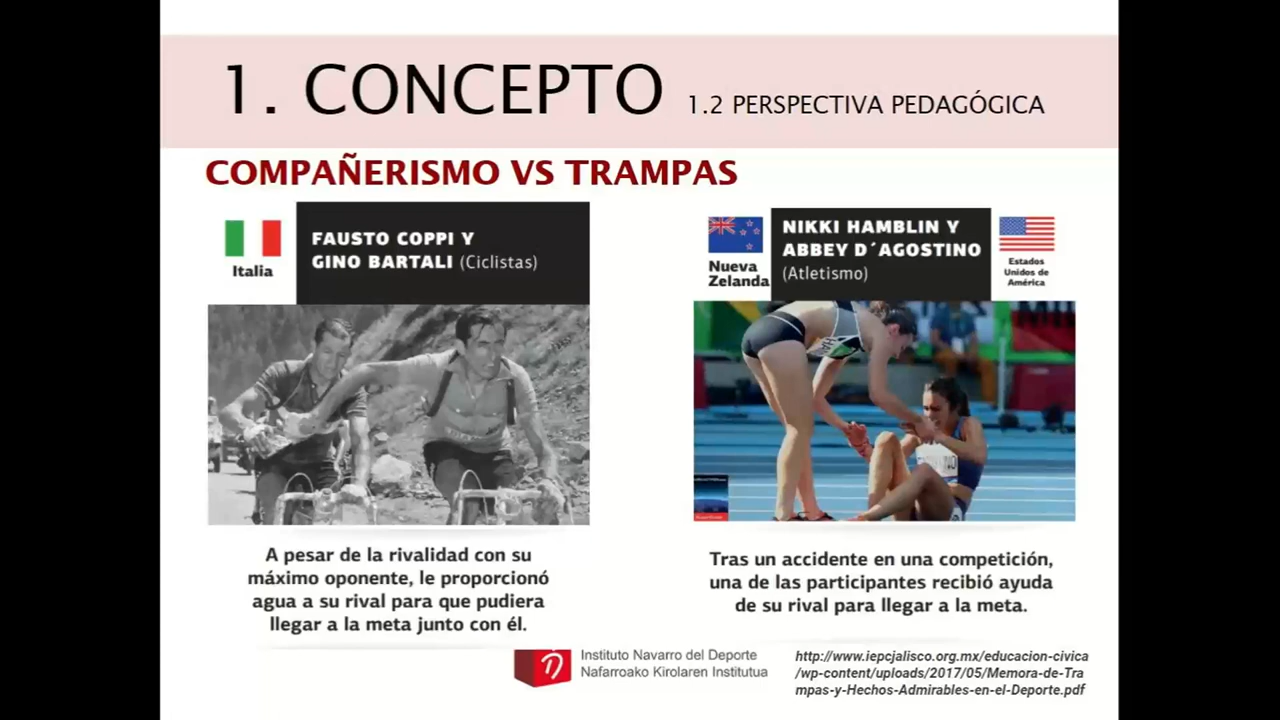 1. CONCEPTO 1.2 PERSPECTIVA PEDAGÓGICA
COMPAÑERISMO VS TRAMPAS
Italia
FAUSTO COPPI Y
GINO BARTALI (Ciclistas)
A pesar de la rivalidad con su
máximo oponente, le proporcionó
agua a su rival para que pudiera
llegar a la meta junto con él.
Nueva
Zelanda
NIKKI HAMBLIN Y
ABBEY D´AGOSTINO
(Atletismo)
Estados
Unidos de
América
Tras un accidente en una competición,
una de las participantes recibió ayuda
de su rival para llegar a la meta.
Instituto Navarro del Deporte
Nafarroako Kirolaren Institutua
http://www.iepcjalisco.org.mx/educacion-civica
/wp-content/uploads/2017/05/Memora-de-Tra
mpas-y-Hechos-Admirables-en-el-Deporte.pdf